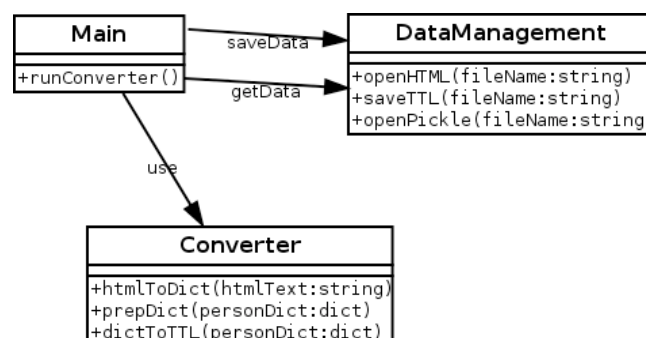 Main
+runConverter()
saveData
getData
DataManagement
+openHTML(fileName:string)
+saveTTL(fileName:string)
+openPickle(fileName:string
use
Converter
+htmlToDict(htmlText:string)
+prepDict(personDict:dict)
+dictToTTL(personDict:dict)